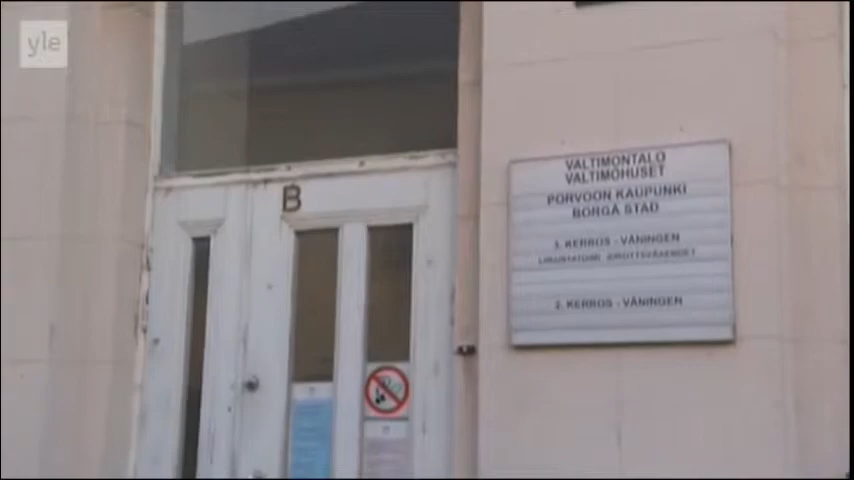 yle
B
VALTIMONTALO
VALTIMOHUSET
PORVOON KAUPUNKI
BORGÅ STAD
1. KERROS - VÅNINGEN
2. KERROS - VÅNINGEN